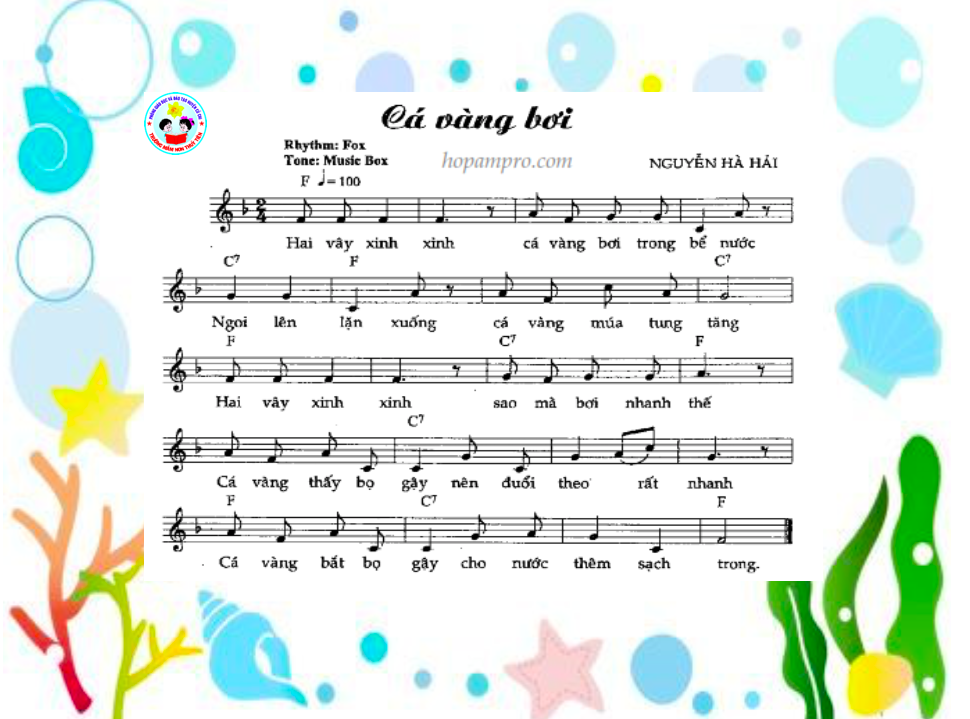 Cá vàng bơi
Rhythm: Fox
Tone: Music Box
hopampro.com
NGUYỄN HÀ HẢI
F ♩= 100
Hai vây xinh xinh cá vàng bơi trong bể nước
C7 F C7
Ngoi lên lặn xuống cá vàng múa tung tăng
F C7 F
Hai vây xinh xinh sao mà bơi nhanh thế
C7
Cá vàng thấy bọ gậy nên đuổi theo rất nhanh
F C7 F
Cá vàng bắt bọ gậy cho nước thêm sạch trong.